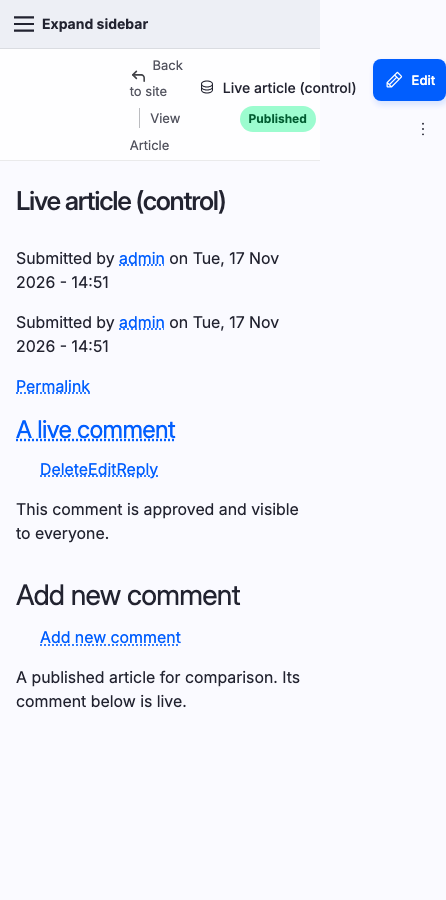 Expand sidebar
Back
to site
View
Article
Live article (control)
Published
Edit
Live article (control)
Submitted by admin on Tue, 17 Nov
2026 - 14:51
Submitted by admin on Tue, 17 Nov
2026 - 14:51
Permalink
A live comment
DeleteEditReply
This comment is approved and visible
to everyone.
Add new comment
Add new comment
A published article for comparison. Its
comment below is live.